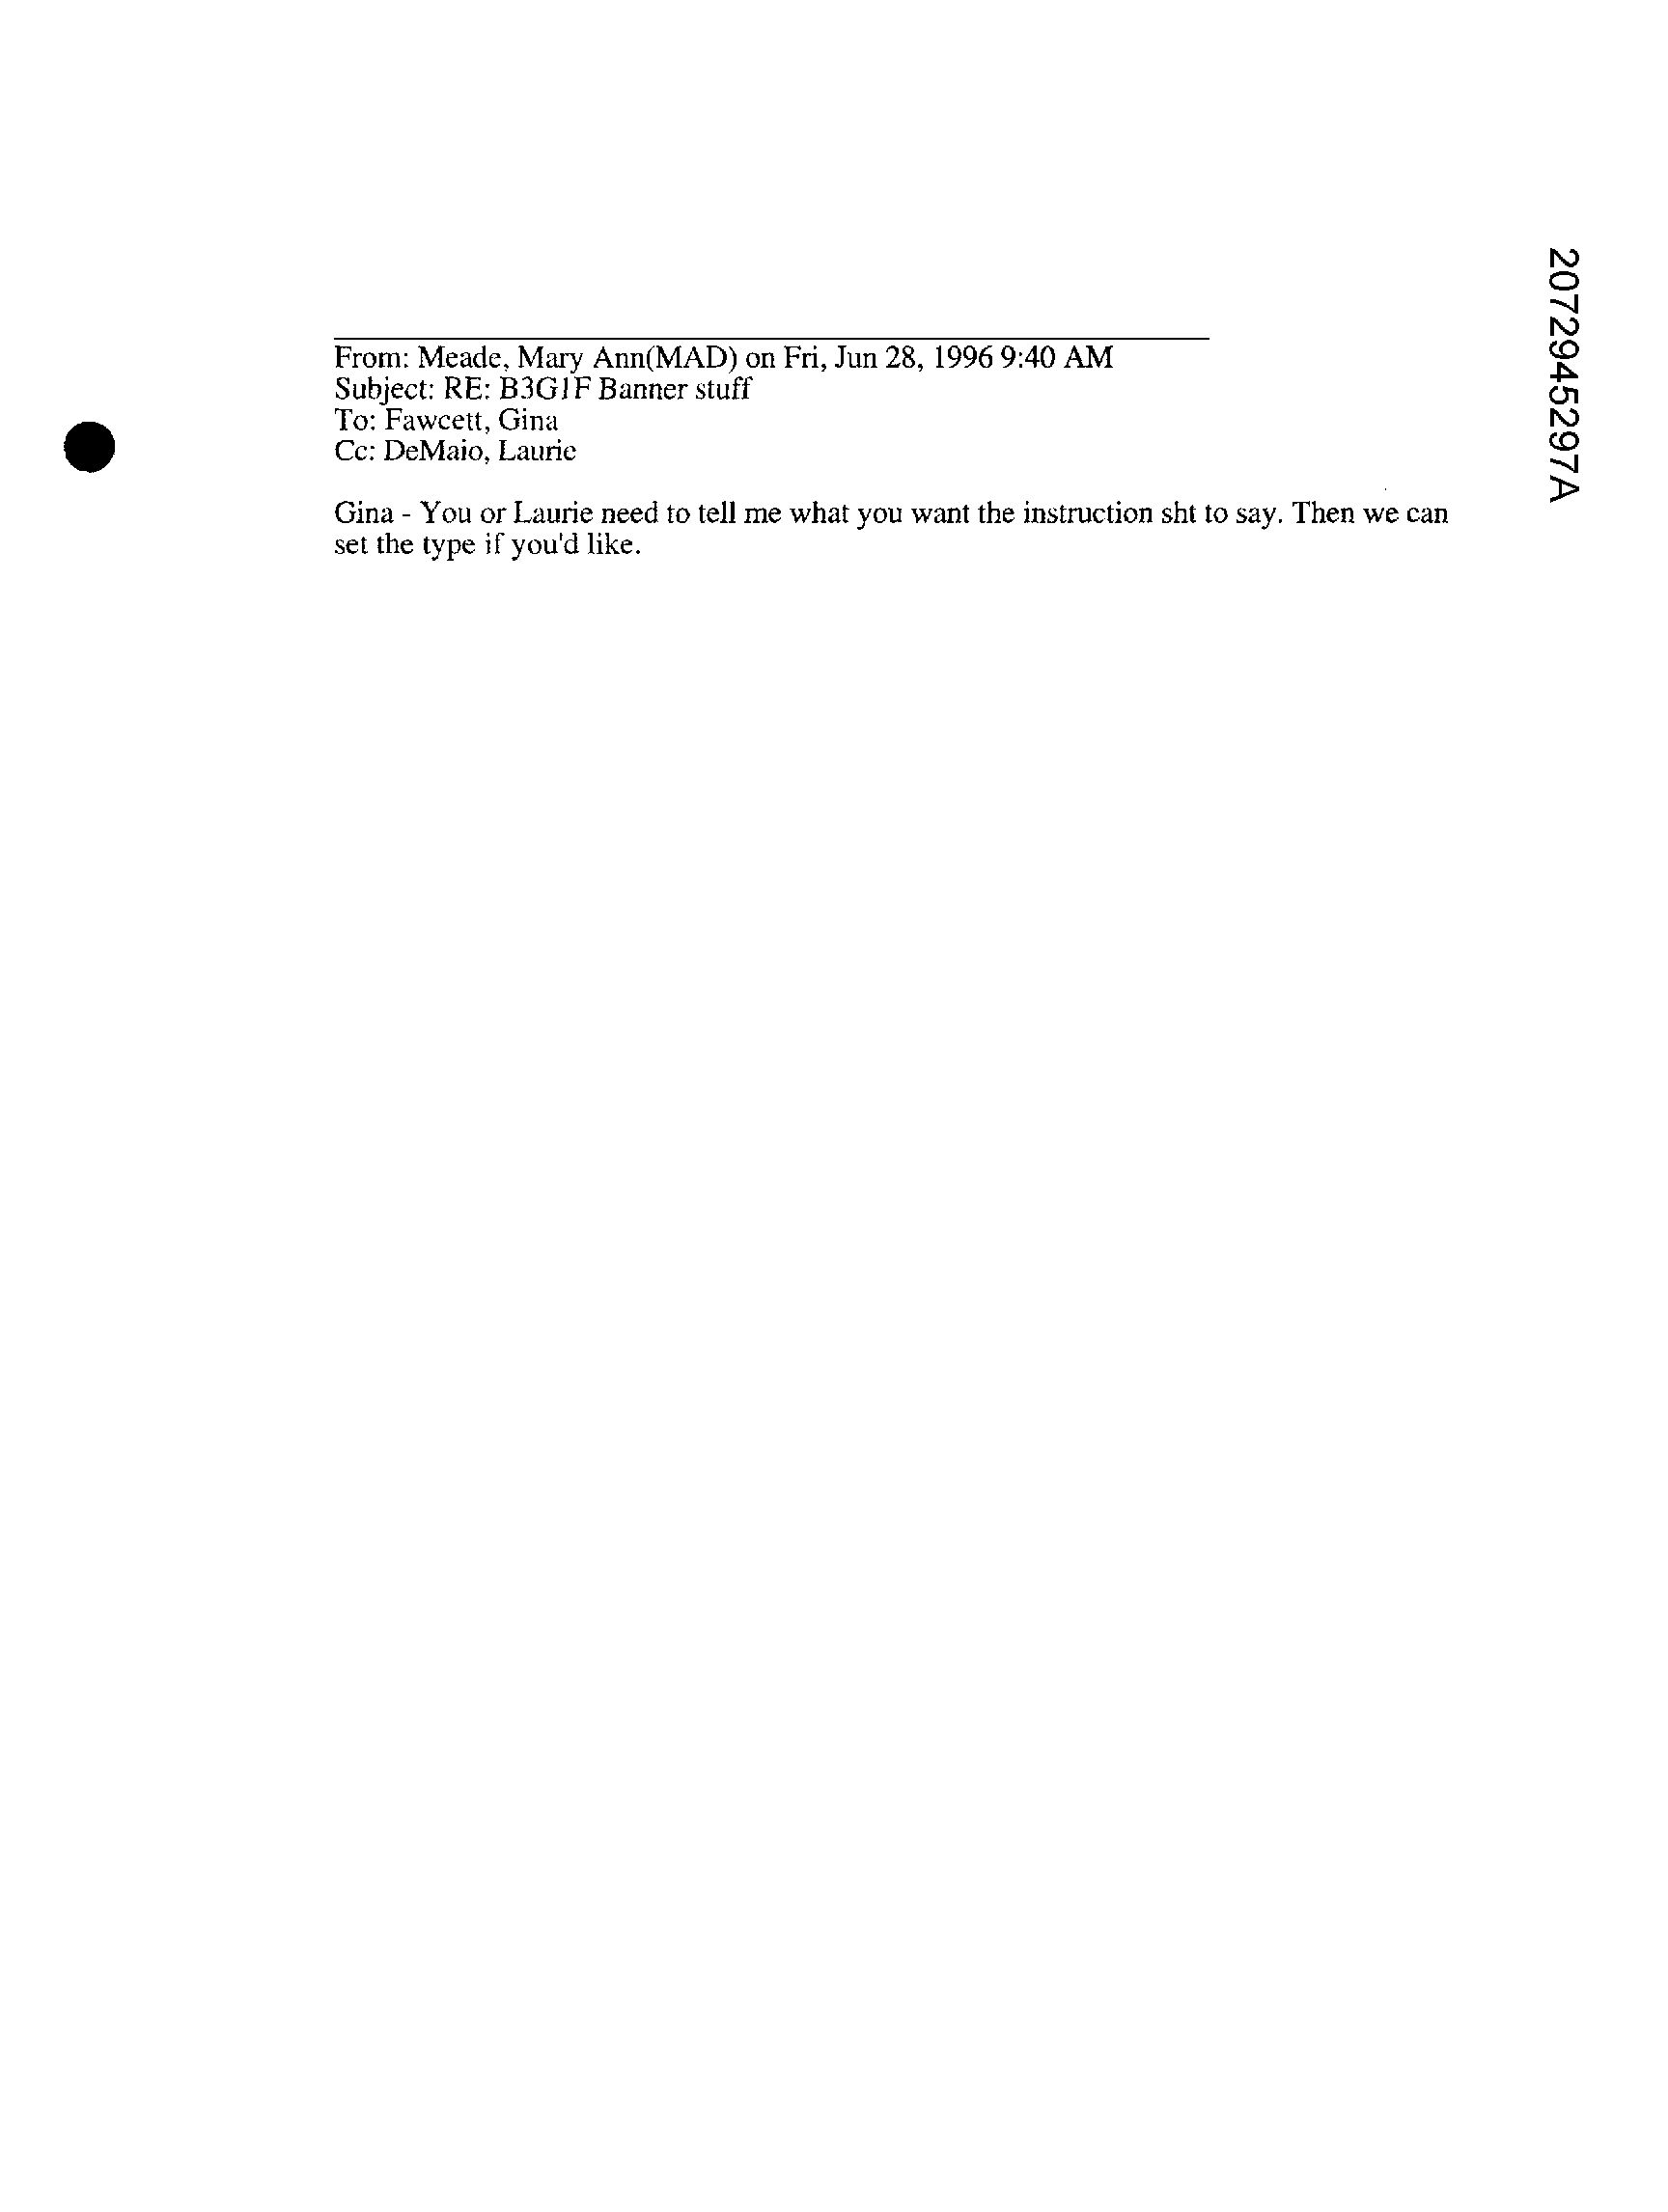 2072945297A
From: Meade, Mary Ann(MAD) on Fri, Jun 28, 1996 9:40 AM
Subject: RE: B3G1F Banner stuff
To: Fawcett, Gina
Cc: DeMaio, Laurie
Gina - You or Laurie need to tell me what you want the instruction sht to say. Then we can
set the type if you'd like.